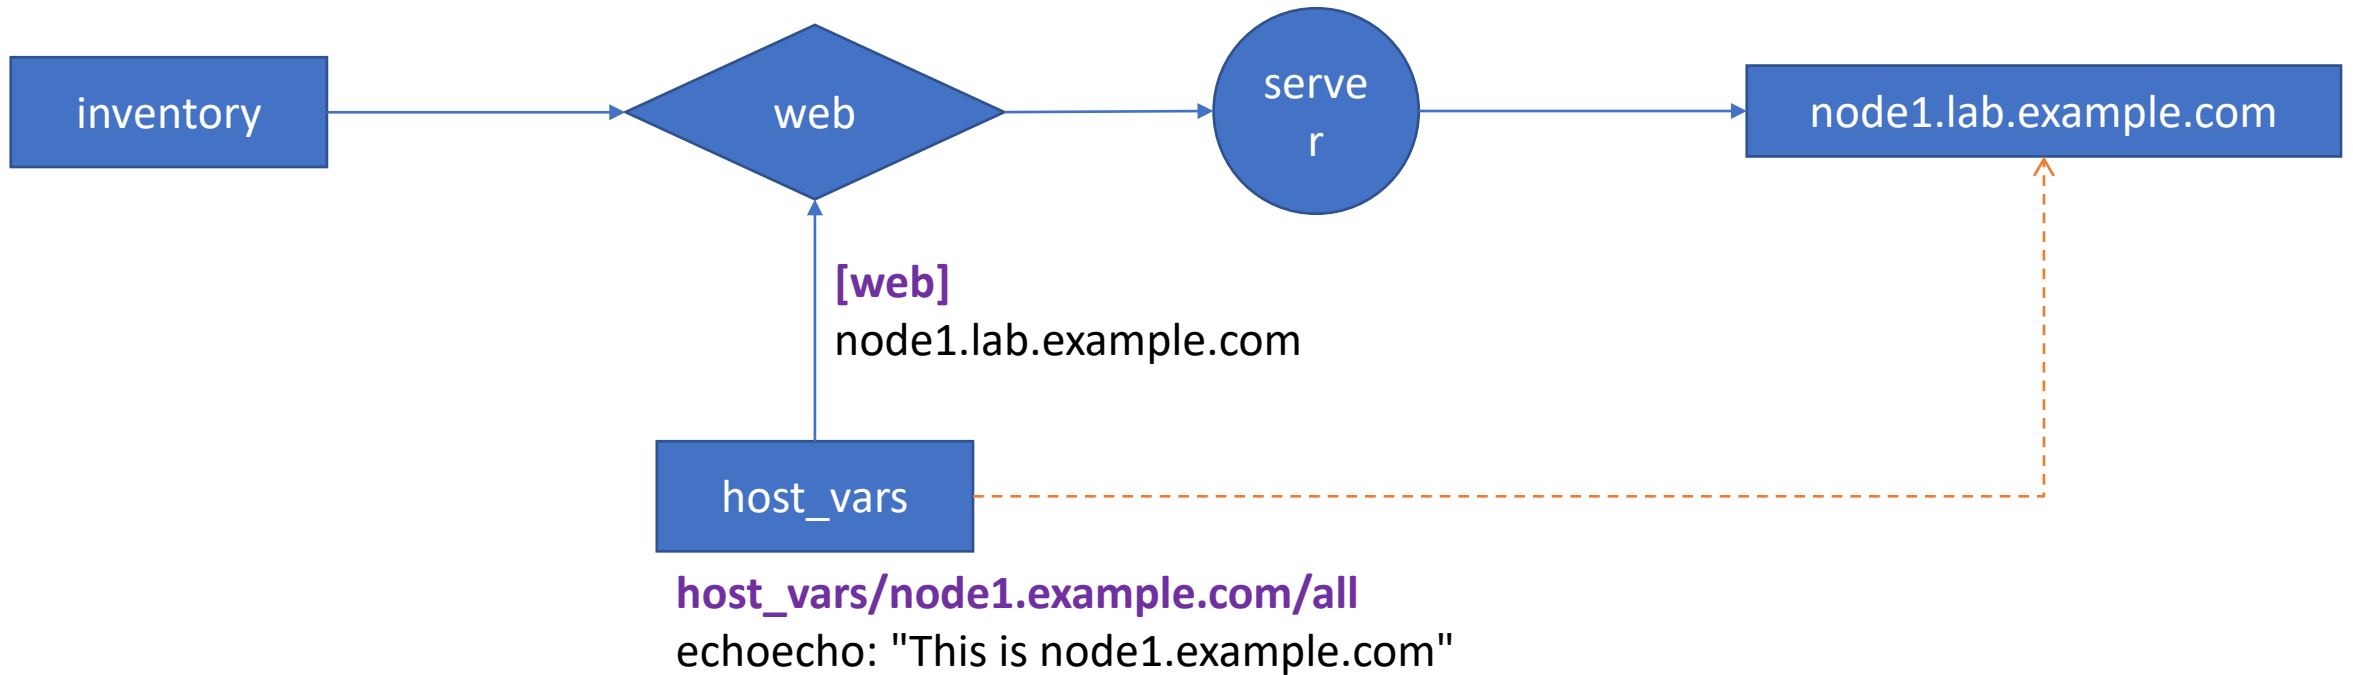 inventory
web
serve
r
node1.lab.example.com
[web]
node1.lab.example.com
host_vars
host_vars/node1.example.com/all
echoecho: "This is node1.example.com"